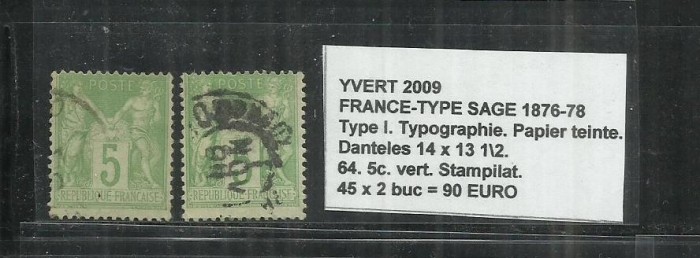 POSTE
5
REPUBLIQUE FRANÇAISE
POSTE
5
REPUBLIQUE FRANÇAISE
YVERT 2009
FRANCE-TYPE SAGE 1876-78
Type I. Typographie. Papier teinte.
Danteles 14 x 13 1\2.
64. 5c. vert. Stampilat.
45 x 2 buc = 90 EURO